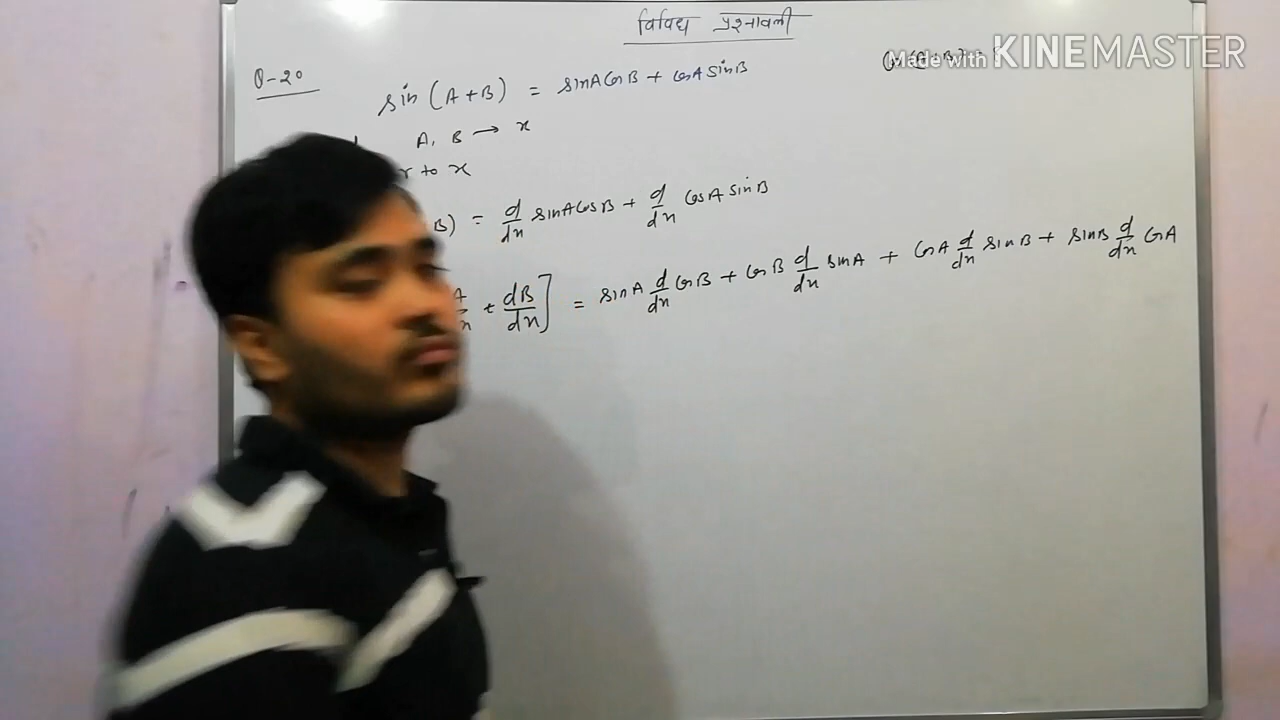 विविध प्रश्नावली
Made with KINEMASTER
Q-20
sin (A+B) = sinA cosB + cosA sinB
A, B → x
r to x
B) = d/dx sinA cosB + d/dx cosA sinB
+ dB/dx] = sinA d/dx cosB + cosB d/dx sinA + cosA d/dx sinB + sinB d/dx cosA